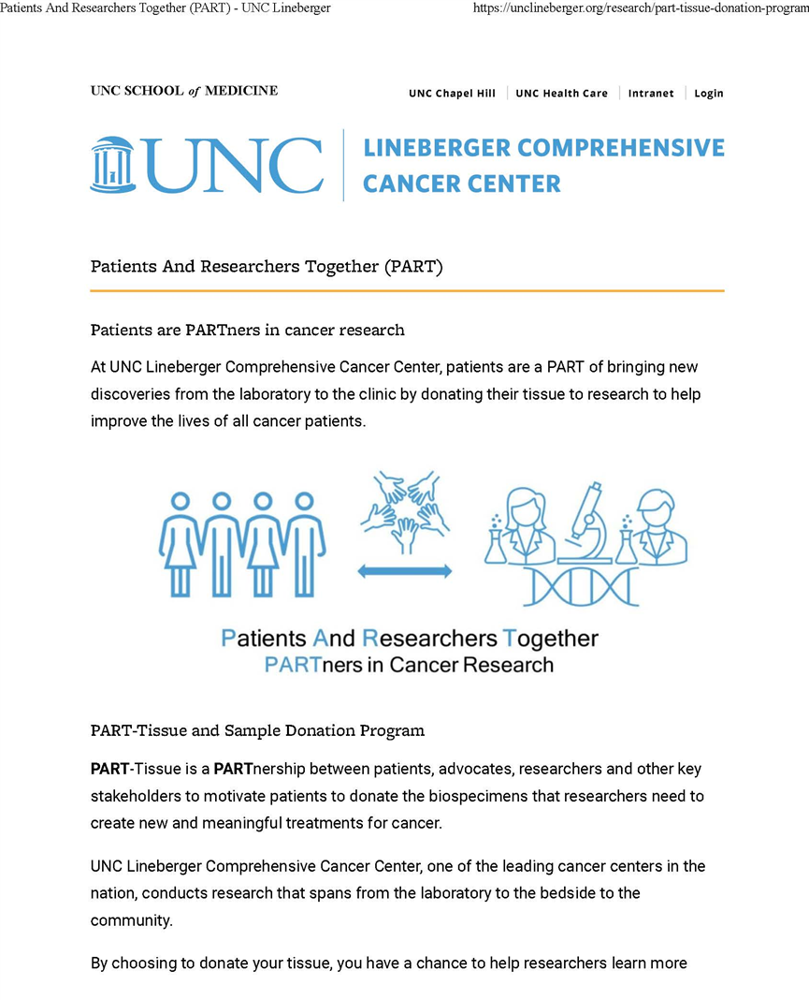 Patients And Researchers Together (PART) - UNC Lineberger
https://unclineberger.org/research/part-tissue-donation-program
UNC SCHOOL of MEDICINE
UNC Chapel Hill
UNC Health Care
Intranet
Login
UNC
LINEBERGER COMPREHENSIVE
CANCER CENTER
Patients And Researchers Together (PART)
Patients are PARTners in cancer research
At UNC Lineberger Comprehensive Cancer Center, patients are a PART of bringing new
discoveries from the laboratory to the clinic by donating their tissue to research to help
improve the lives of all cancer patients.
Patients And Researchers Together
PARTners in Cancer Research
PART-Tissue and Sample Donation Program
PART-Tissue is a PARTnership between patients, advocates, researchers and other key
stakeholders to motivate patients to donate the biospecimens that researchers need to
create new and meaningful treatments for cancer.
UNC Lineberger Comprehensive Cancer Center, one of the leading cancer centers in the
nation, conducts research that spans from the laboratory to the bedside to the
community.
By choosing to donate your tissue, you have a chance to help researchers learn more